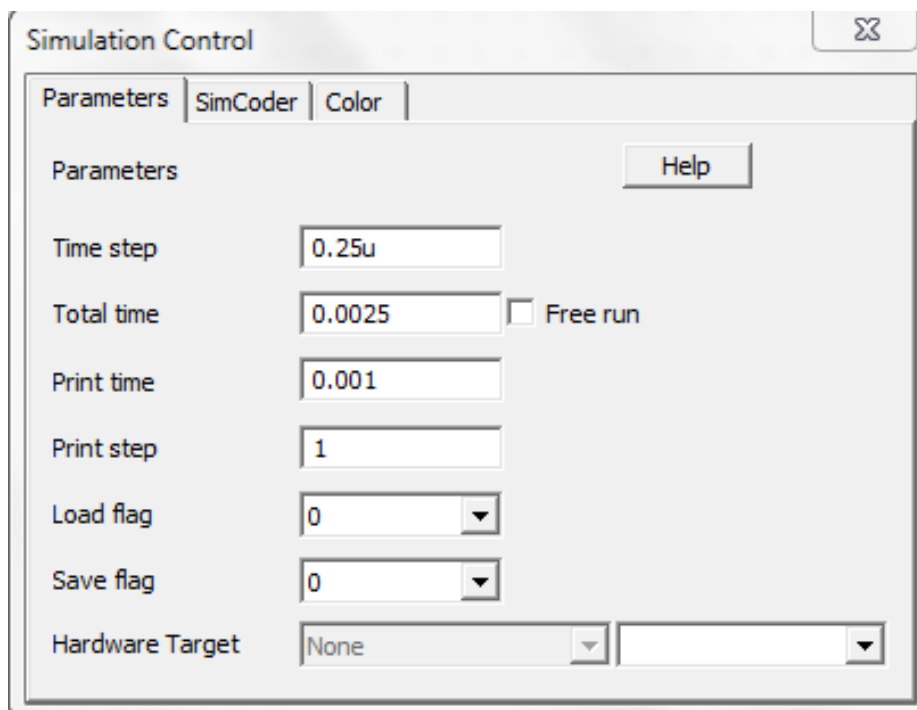 Simulation Control
Parameters SimCoder Color
Parameters Help
Time step 0.25u
Total time 0.0025 Free run
Print time 0.001
Print step 1
Load flag 0
Save flag 0
Hardware Target None